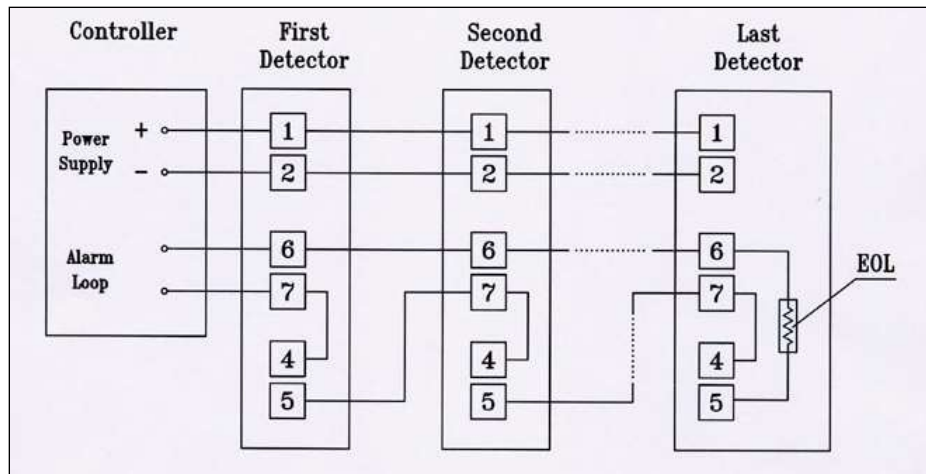 Controller
First
Detector
Second
Detector
Last
Detector
Power
Supply
+
-
Alarm
Loop
1
2
6
7
4
5
1
2
6
7
4
5
1
2
6
7
4
5
EOL